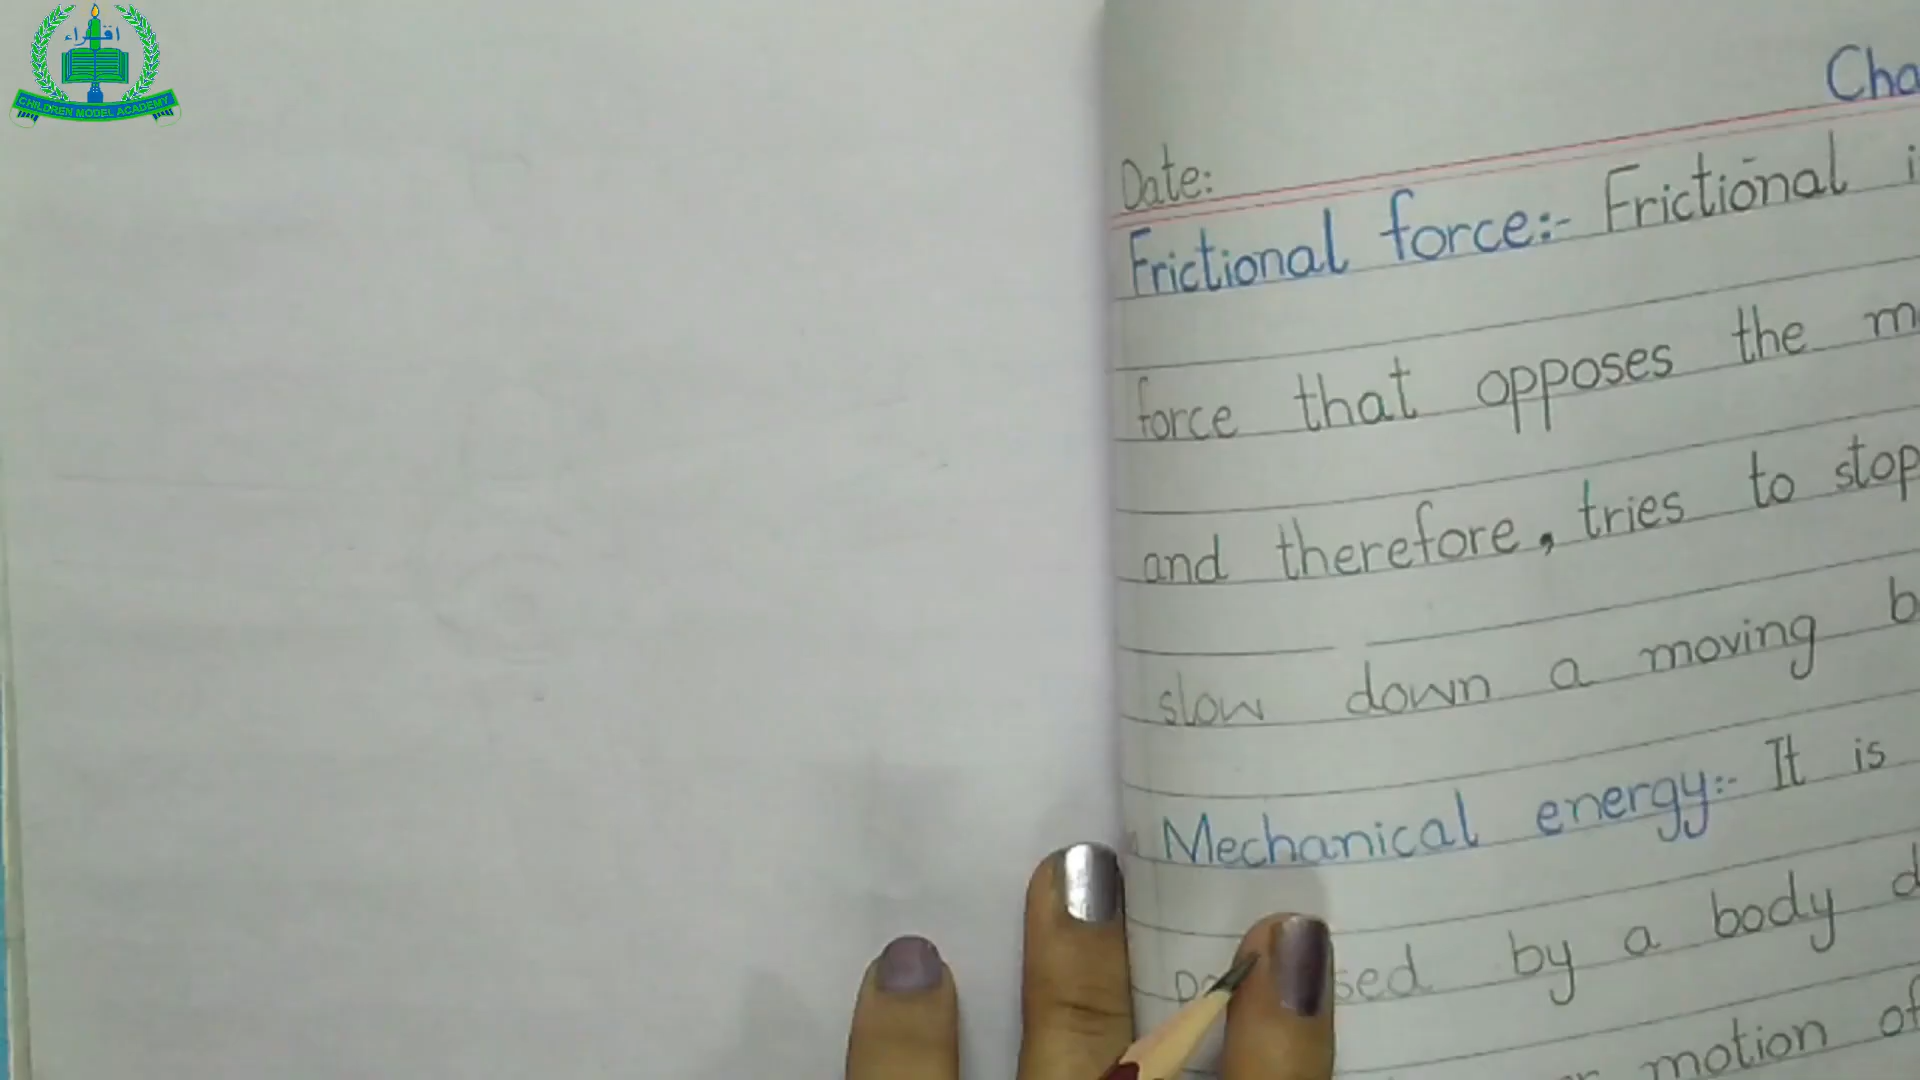 اقراء
CHILDREN MODEL ACADEMY
Cha
Date:
Frictional force:- Frictional i
force that opposes the m
and therefore, tries to stop
slow down a moving b
Mechanical energy:- It is
sed by a body d
motion of